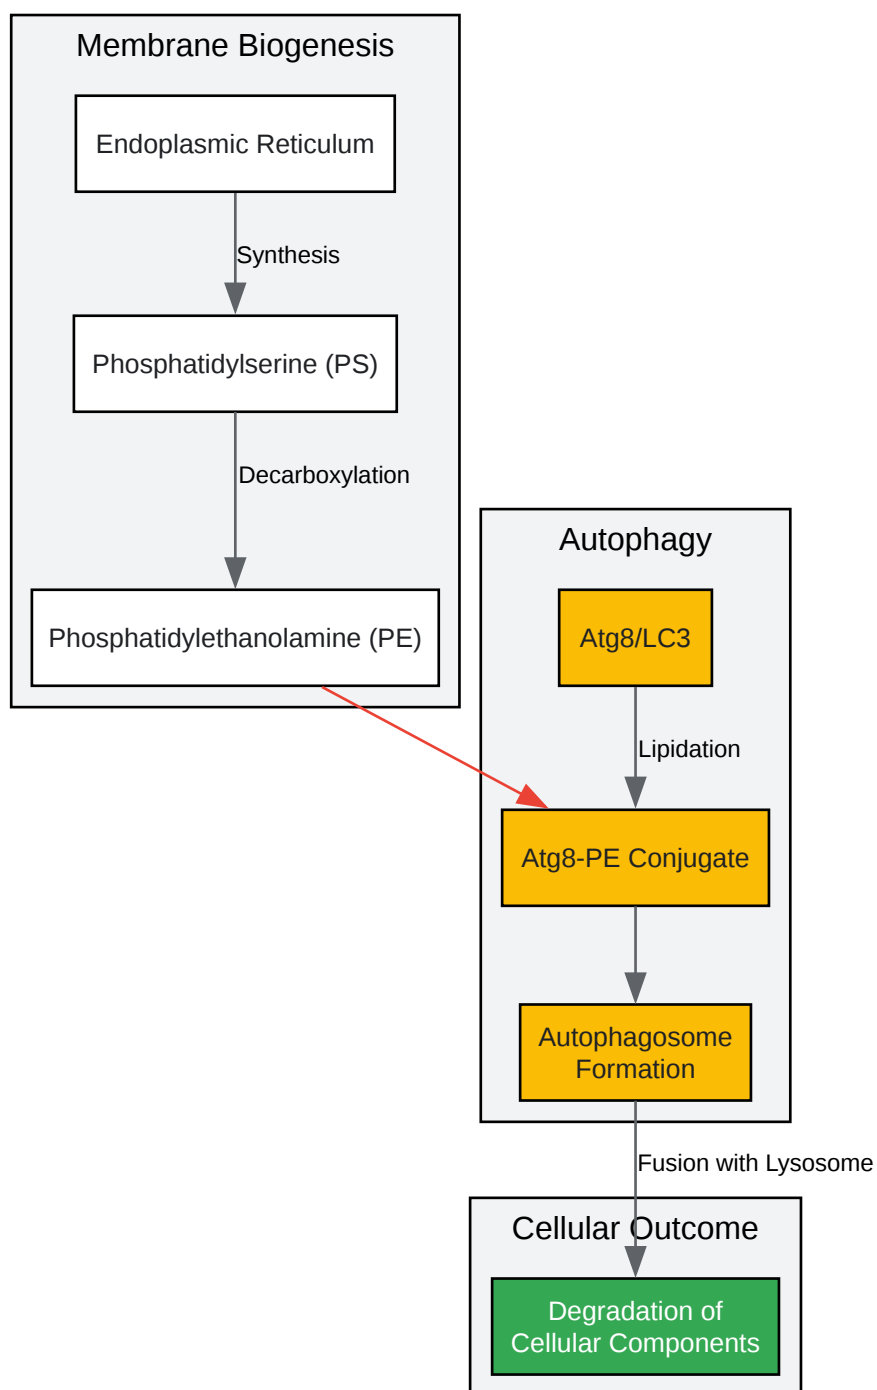 Membrane Biogenesis
Endoplasmic Reticulum
Synthesis
Phosphatidylserine (PS)
Decarboxylation
Phosphatidylethanolamine (PE)
Autophagy
Atg8/LC3
Lipidation
Atg8-PE Conjugate
Autophagosome
Formation
Fusion with Lysosome
Cellular Outcome
Degradation of
Cellular Components